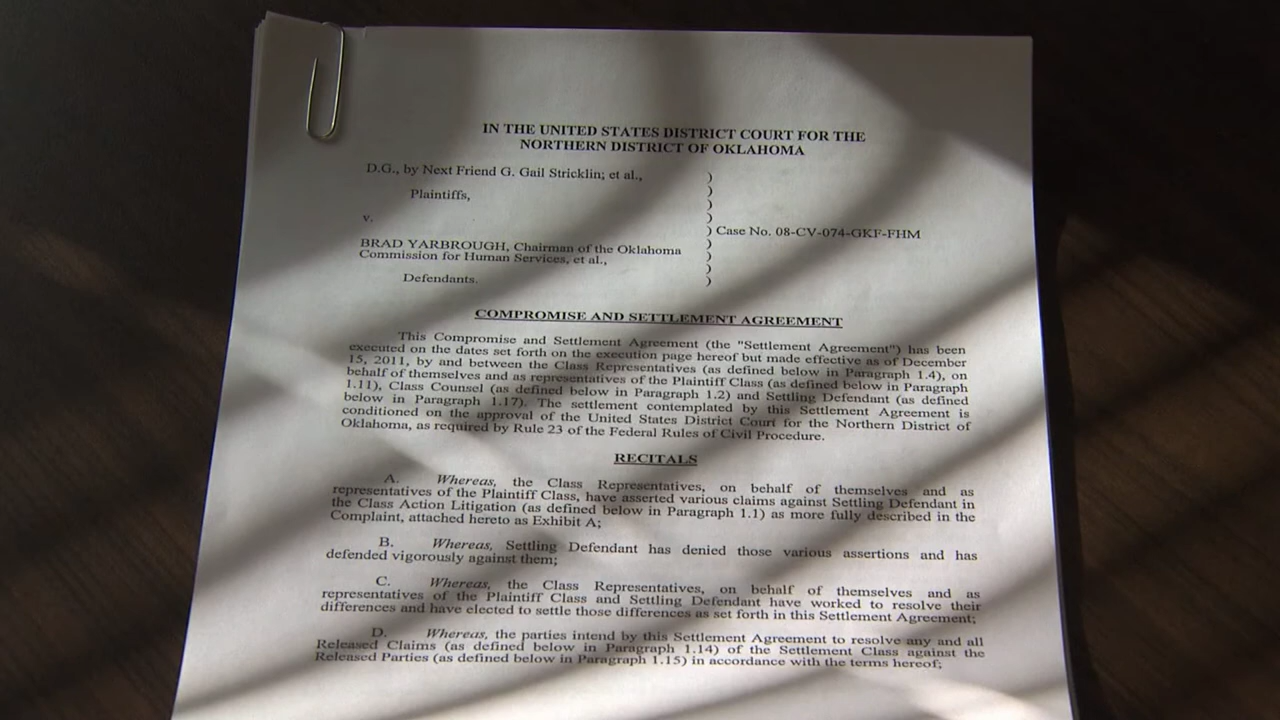 IN THE UNITED STATES DISTRICT COURT FOR THE
NORTHERN DISTRICT OF OKLAHOMA
D.G., by Next Friend G. Gail Stricklin; et al.,
Plaintiffs,
v.
BRAD YARBROUGH, Chairman of the Oklahoma
Commission for Human Services, et al.,
Defendants.
)
)
)
)
) Case No. 08-CV-074-GKF-FHM
)
)
)
)
COMPROMISE AND SETTLEMENT AGREEMENT
This Compromise and Settlement Agreement (the "Settlement Agreement") has been
executed on the dates set forth on the execution page hereof but made effective as of December
15, 2011, by and between the Class Representatives (as defined below in Paragraph 1.4), on
behalf of themselves and as representatives of the Plaintiff Class (as defined below in Paragraph
1.11), Class Counsel (as defined below in Paragraph 1.2) and Settling Defendant (as defined
below in Paragraph 1.17). The settlement contemplated by this Settlement Agreement is
conditioned on the approval of the United States District Court for the Northern District of
Oklahoma, as required by Rule 23 of the Federal Rules of Civil Procedure.
RECITALS
A. Whereas, the Class Representatives, on behalf of themselves and as
representatives of the Plaintiff Class, have asserted various claims against Settling Defendant in
the Class Action Litigation (as defined below in Paragraph 1.1) as more fully described in the
Complaint, attached hereto as Exhibit A;
B. Whereas, Settling Defendant has denied those various assertions and has
defended vigorously against them;
C. Whereas, the Class Representatives, on behalf of themselves and as
representatives of the Plaintiff Class and Settling Defendant have worked to resolve their
differences and have elected to settle those differences as set forth in this Settlement Agreement;
D. Whereas, the parties intend by this Settlement Agreement to resolve any and all
Released Claims (as defined below in Paragraph 1.14) of the Settlement Class against the
Released Parties (as defined below in Paragraph 1.15) in accordance with the terms hereof;